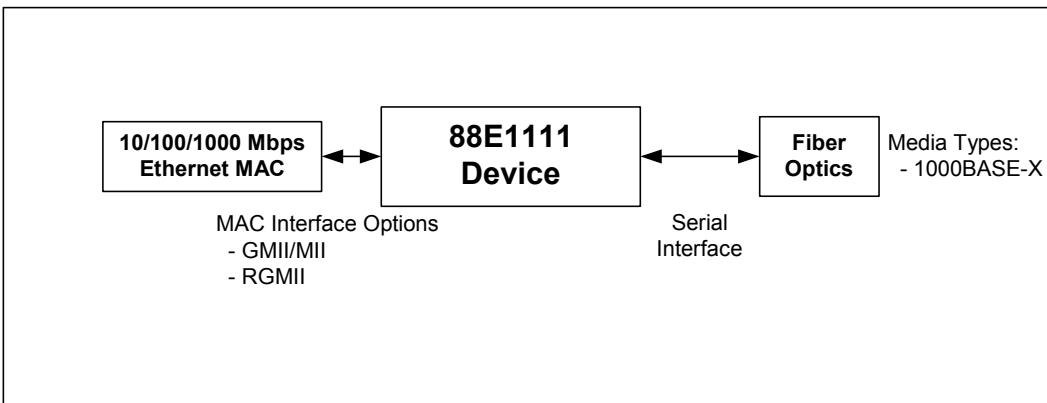 10/100/1000 Mbps
Ethernet MAC
88E1111
Device
Fiber
Optics
Media Types:
- 1000BASE-X
MAC Interface Options
- GMII/MII
- RGMII
Serial
Interface